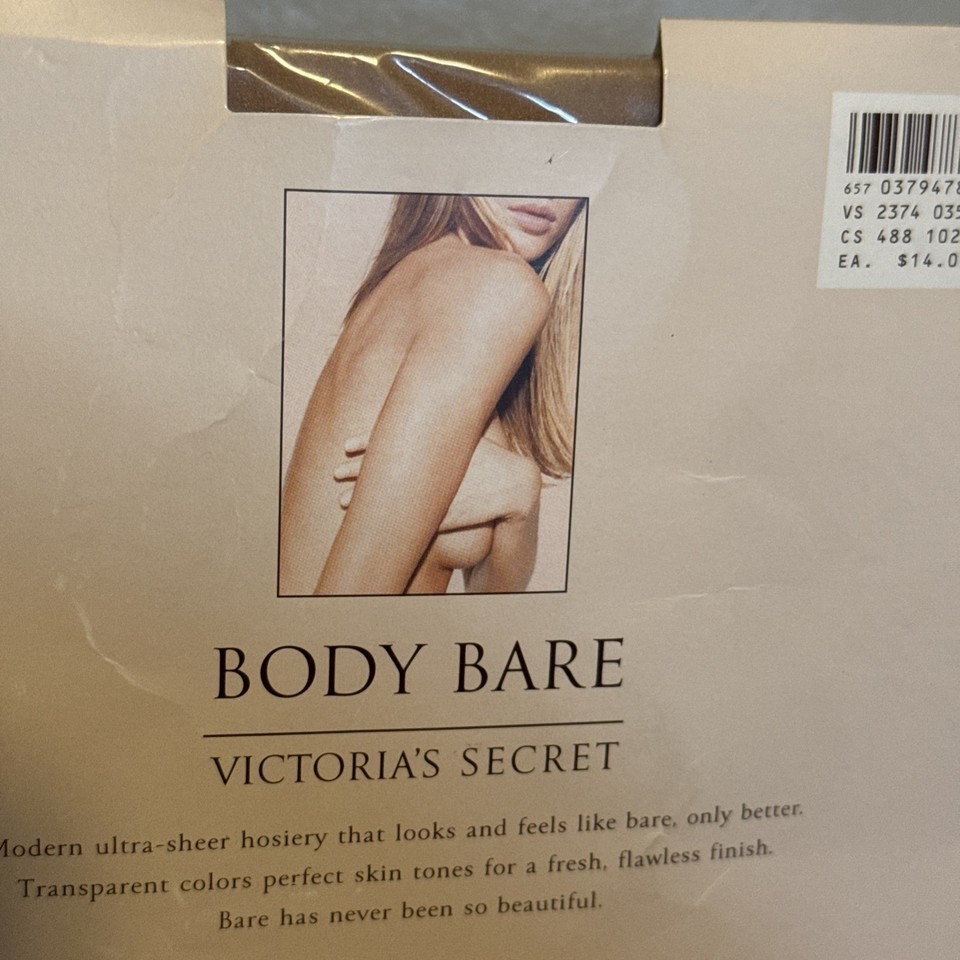 657 0379478
VS 2374 035
CS 488 102
EA. $14.0
BODY BARE
VICTORIA'S SECRET
Modern ultra-sheer hosiery that looks and feels like bare, only better.
Transparent colors perfect skin tones for a fresh, flawless finish.
Bare has never been so beautiful.